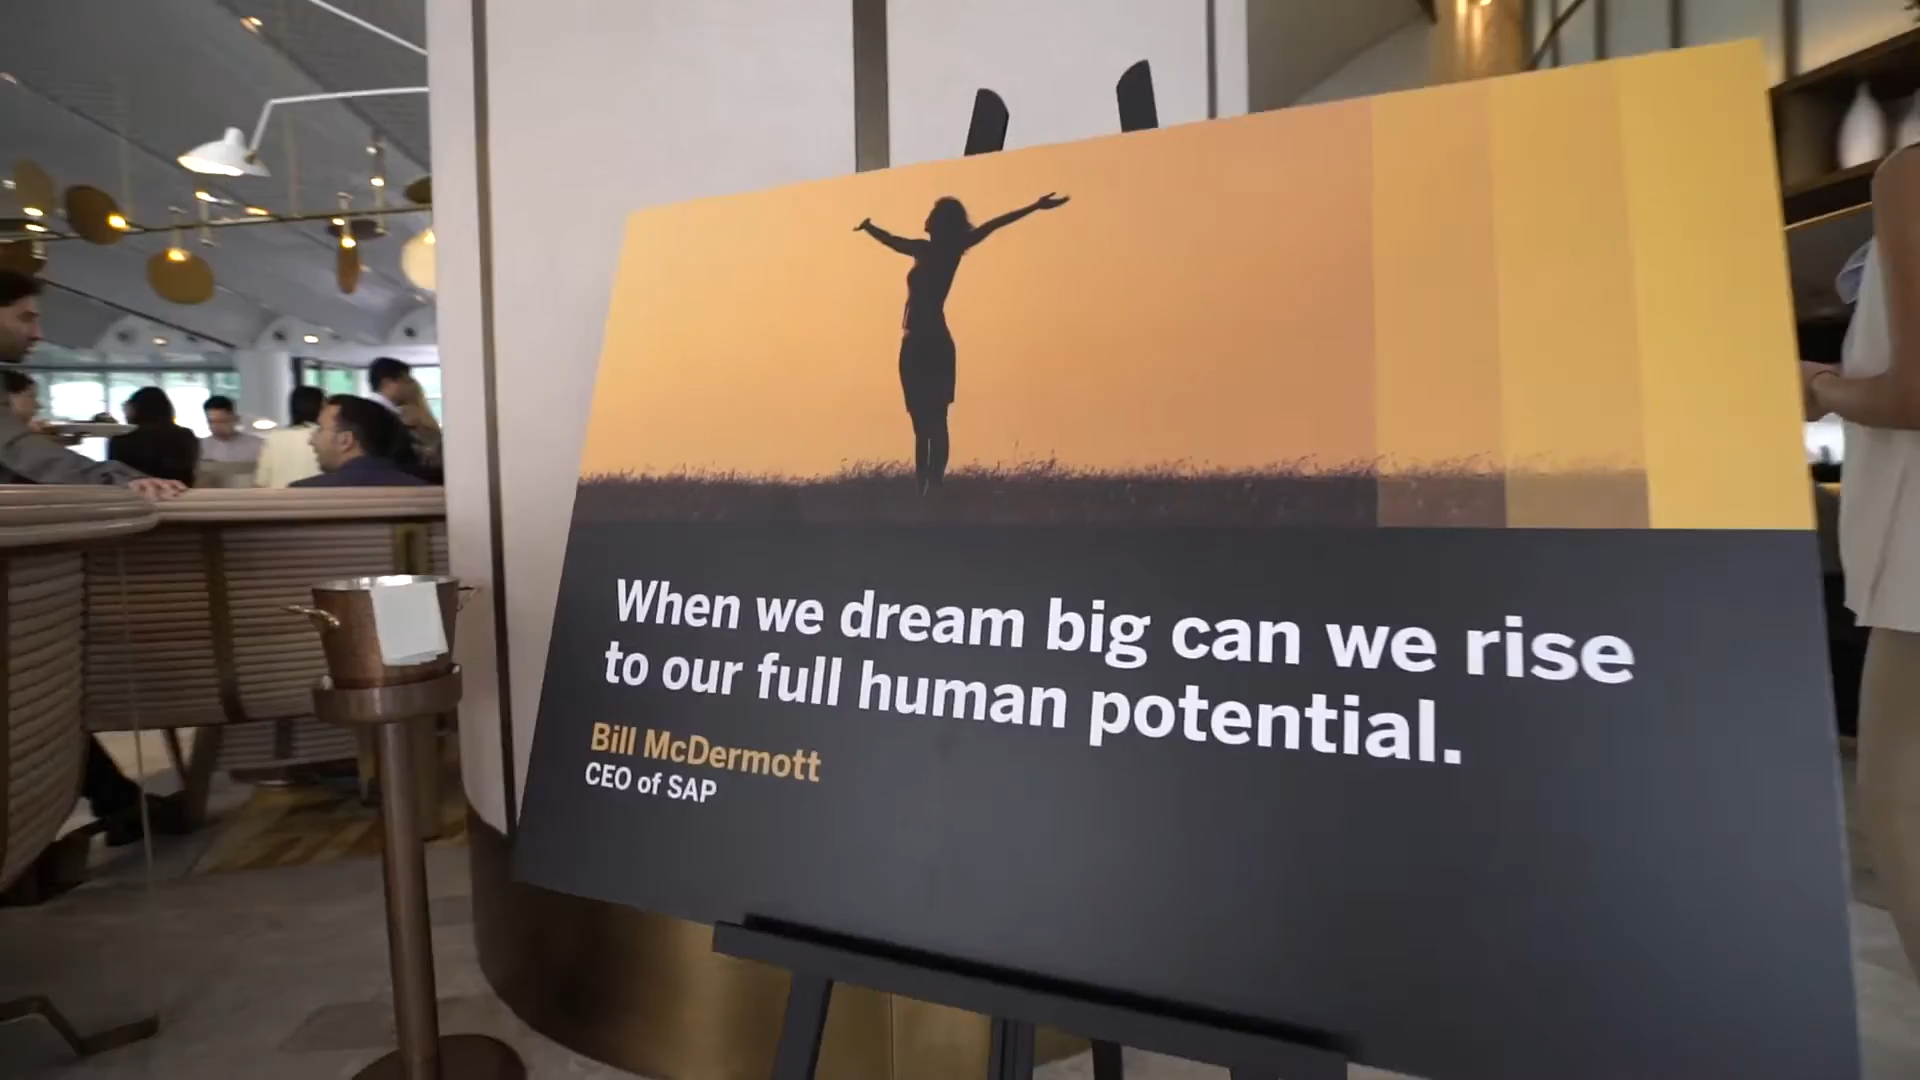 When we dream big can we rise
to our full human potential.
Bill McDermott
CEO of SAP